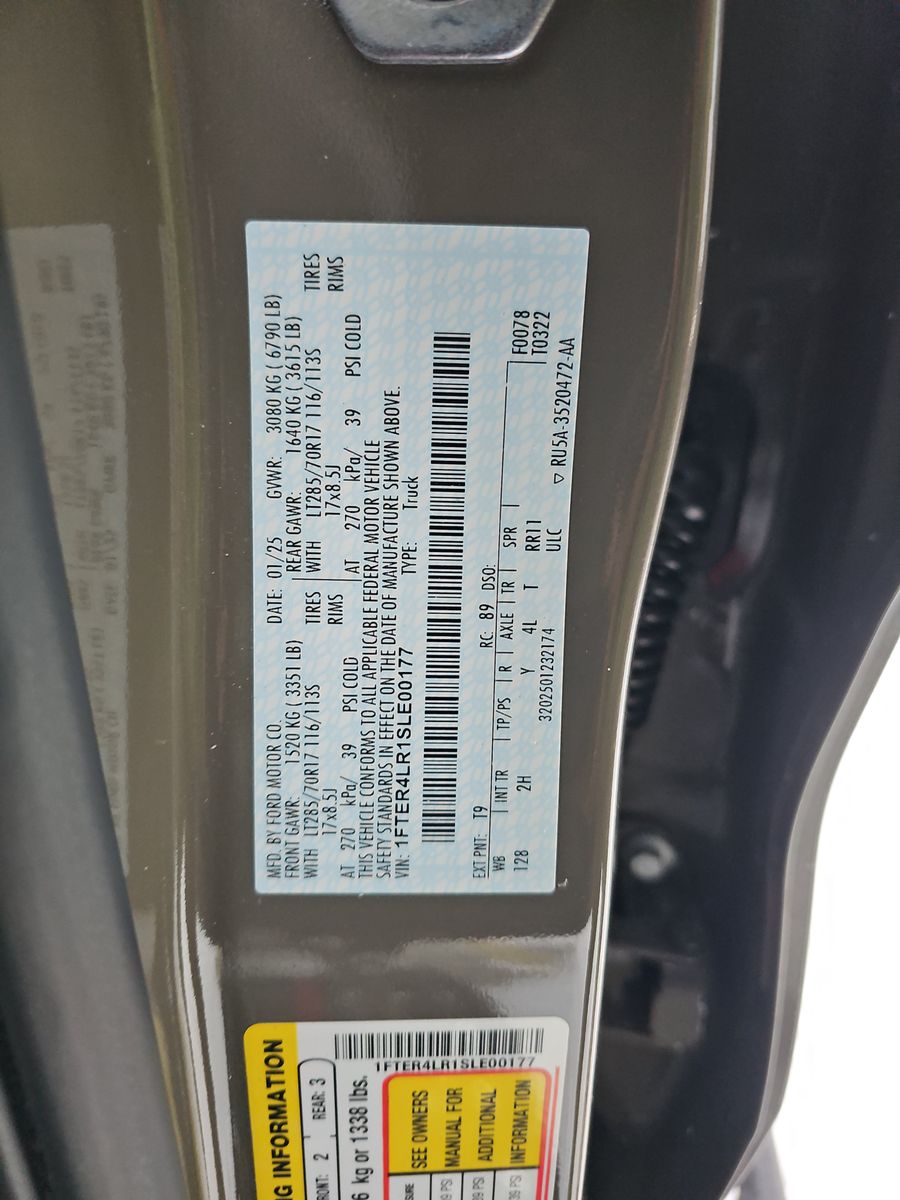 MFD. BY FORD MOTOR CO. DATE: 01/25 GVWR: 3080 KG ( 6790 LB)
FRONT GAWR: 1520 KG ( 3351 LB) REAR GAWR: 1640 KG ( 3615 LB)
WITH LT285/70R17 116/113S TIRES WITH LT285/70R17 116/113S TIRES
17x8.5J RIMS 17x8.5J RIMS
AT 270 kPa/ 39 PSI COLD AT 270 kPa/ 39 PSI COLD
THIS VEHICLE CONFORMS TO ALL APPLICABLE FEDERAL MOTOR VEHICLE
SAFETY STANDARDS IN EFFECT ON THE DATE OF MANUFACTURE SHOWN ABOVE.
VIN: 1FTER4LR1SLE00177 TYPE: Truck
EXT PNT: T9 RC: 89 DSO:
WB INT TR TP/PS R AXLE TR SPR F0078
128 2H Y 4L T RR11 T0322
ULC
3202501232174 ▽ RU5A-3520472-AA
NG INFORMATION
RONT: 2 REAR: 3
6 kg or 1338 lbs.
1FTER4LR1SLE00177
SEE OWNERS
MANUAL FOR
ADDITIONAL
INFORMATION
39 PSI